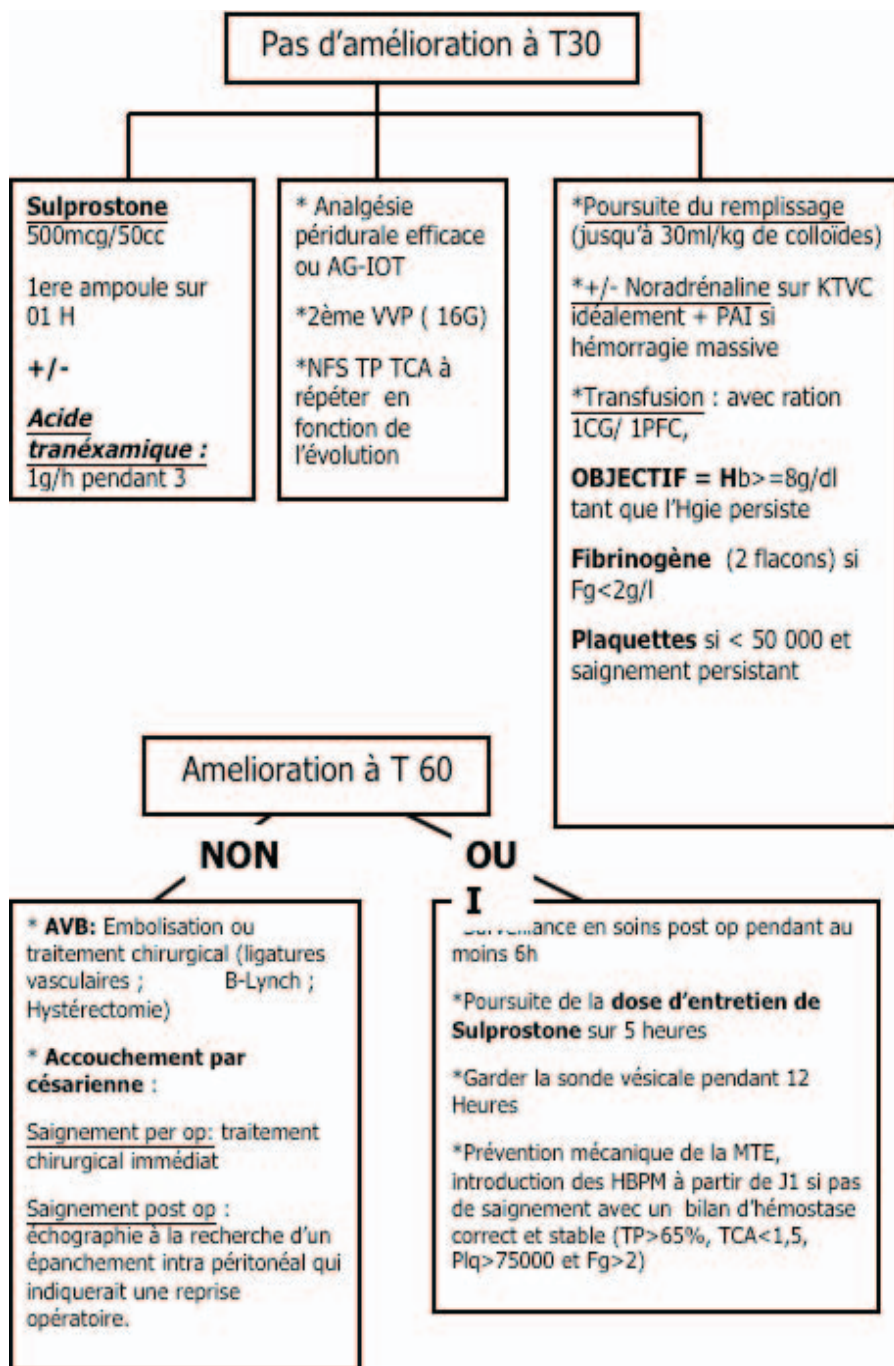 Pas d'amélioration à T30
Sulprostone
500mcg/50cc
1ere ampoule sur
01 H
+/-
Acide
tranéxamique :
1g/h pendant 3
* Analgésie
péridurale efficace
ou AG-IOT
*2ème VVP ( 16G)
*NFS TP TCA à
répéter en
fonction de
l'évolution
*Poursuite du remplissage
(jusqu'à 30ml/kg de colloïdes)
*+/- Noradrénaline sur KTVC
idéalement + PAI si
hémorragie massive
*Transfusion : avec ration
1CG/ 1PFC,
OBJECTIF = Hb>=8g/dl
tant que l'Hgie persiste
Fibrinogène (2 flacons) si
Fg<2g/l
Plaquettes si < 50 000 et
saignement persistant
Amelioration à T 60
NON
OU
I
* AVB: Embolisation ou
traitement chirurgical (ligatures
vasculaires ; B-Lynch ;
Hystérectomie)
* Accouchement par
césarienne :
Saignement per op: traitement
chirurgical immédiat
Saignement post op :
échographie à la recherche d'un
épanchement intra péritonéal qui
indiquerait une reprise
opératoire.
*Surveillance en soins post op pendant au
moins 6h
*Poursuite de la dose d'entretien de
Sulprostone sur 5 heures
*Garder la sonde vésicale pendant 12
Heures
*Prévention mécanique de la MTE,
introduction des HBPM à partir de J1 si pas
de saignement avec un bilan d'hémostase
correct et stable (TP>65%, TCA<1,5,
Plq>75000 et Fg>2)